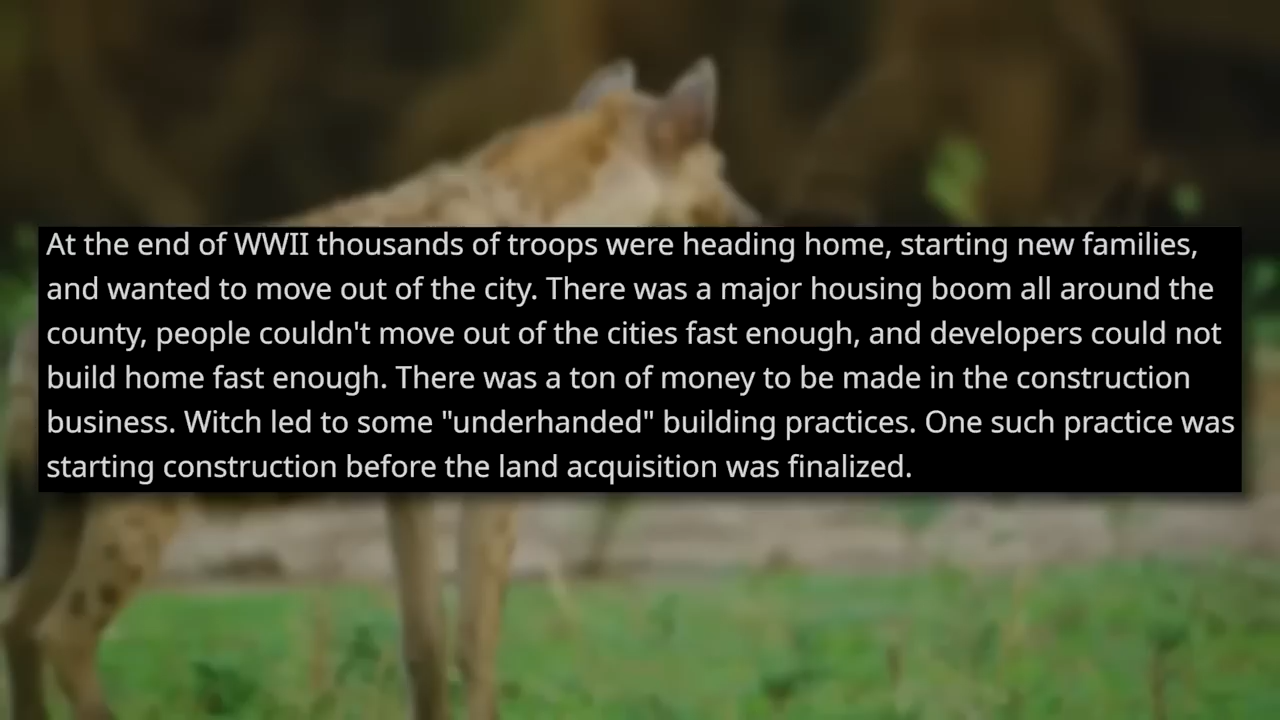 At the end of WWII thousands of troops were heading home, starting new families,
and wanted to move out of the city. There was a major housing boom all around the
county, people couldn't move out of the cities fast enough, and developers could not
build home fast enough. There was a ton of money to be made in the construction
business. Witch led to some "underhanded" building practices. One such practice was
starting construction before the land acquisition was finalized.